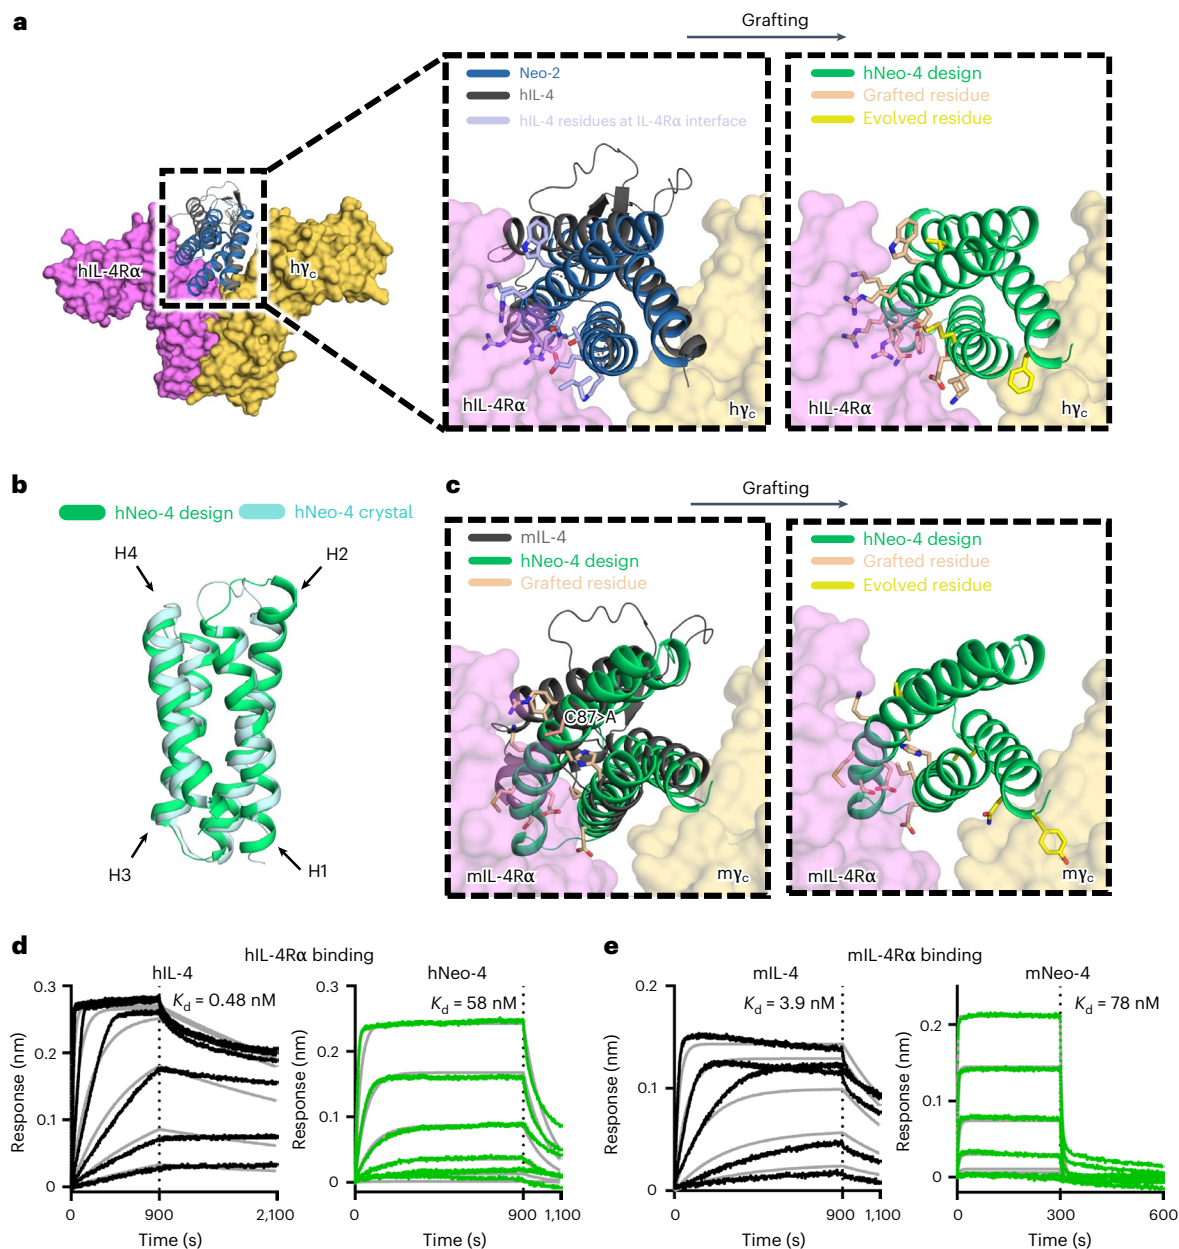 a
Grafting
Neo-2
hIL-4
hIL-4 residues at IL-4Rα interface
hNeo-4 design
Grafted residue
Evolved residue
hIL-4Rα
hγc
hIL-4Rα
hγc
hIL-4Rα
hγc
b
hNeo-4 design
hNeo-4 crystal
H4
H2
H3
H1
c
Grafting
mIL-4
hNeo-4 design
Grafted residue
hNeo-4 design
Grafted residue
Evolved residue
C87>A
mIL-4Rα
mγc
mIL-4Rα
mγc
d
hIL-4Rα binding
hIL-4
Kd = 0.48 nM
Response (nm)
0.3
0.2
0.1
0
0
900
2,100
Time (s)
hNeo-4
Kd = 58 nM
Response (nm)
0.3
0.2
0.1
0
0
900
1,100
Time (s)
e
mIL-4Rα binding
mIL-4
Kd = 3.9 nM
Response (nm)
0.2
0.1
0
0
900
1,100
Time (s)
mNeo-4
Kd = 78 nM
Response (nm)
0.2
0.1
0
0
300
600
Time (s)